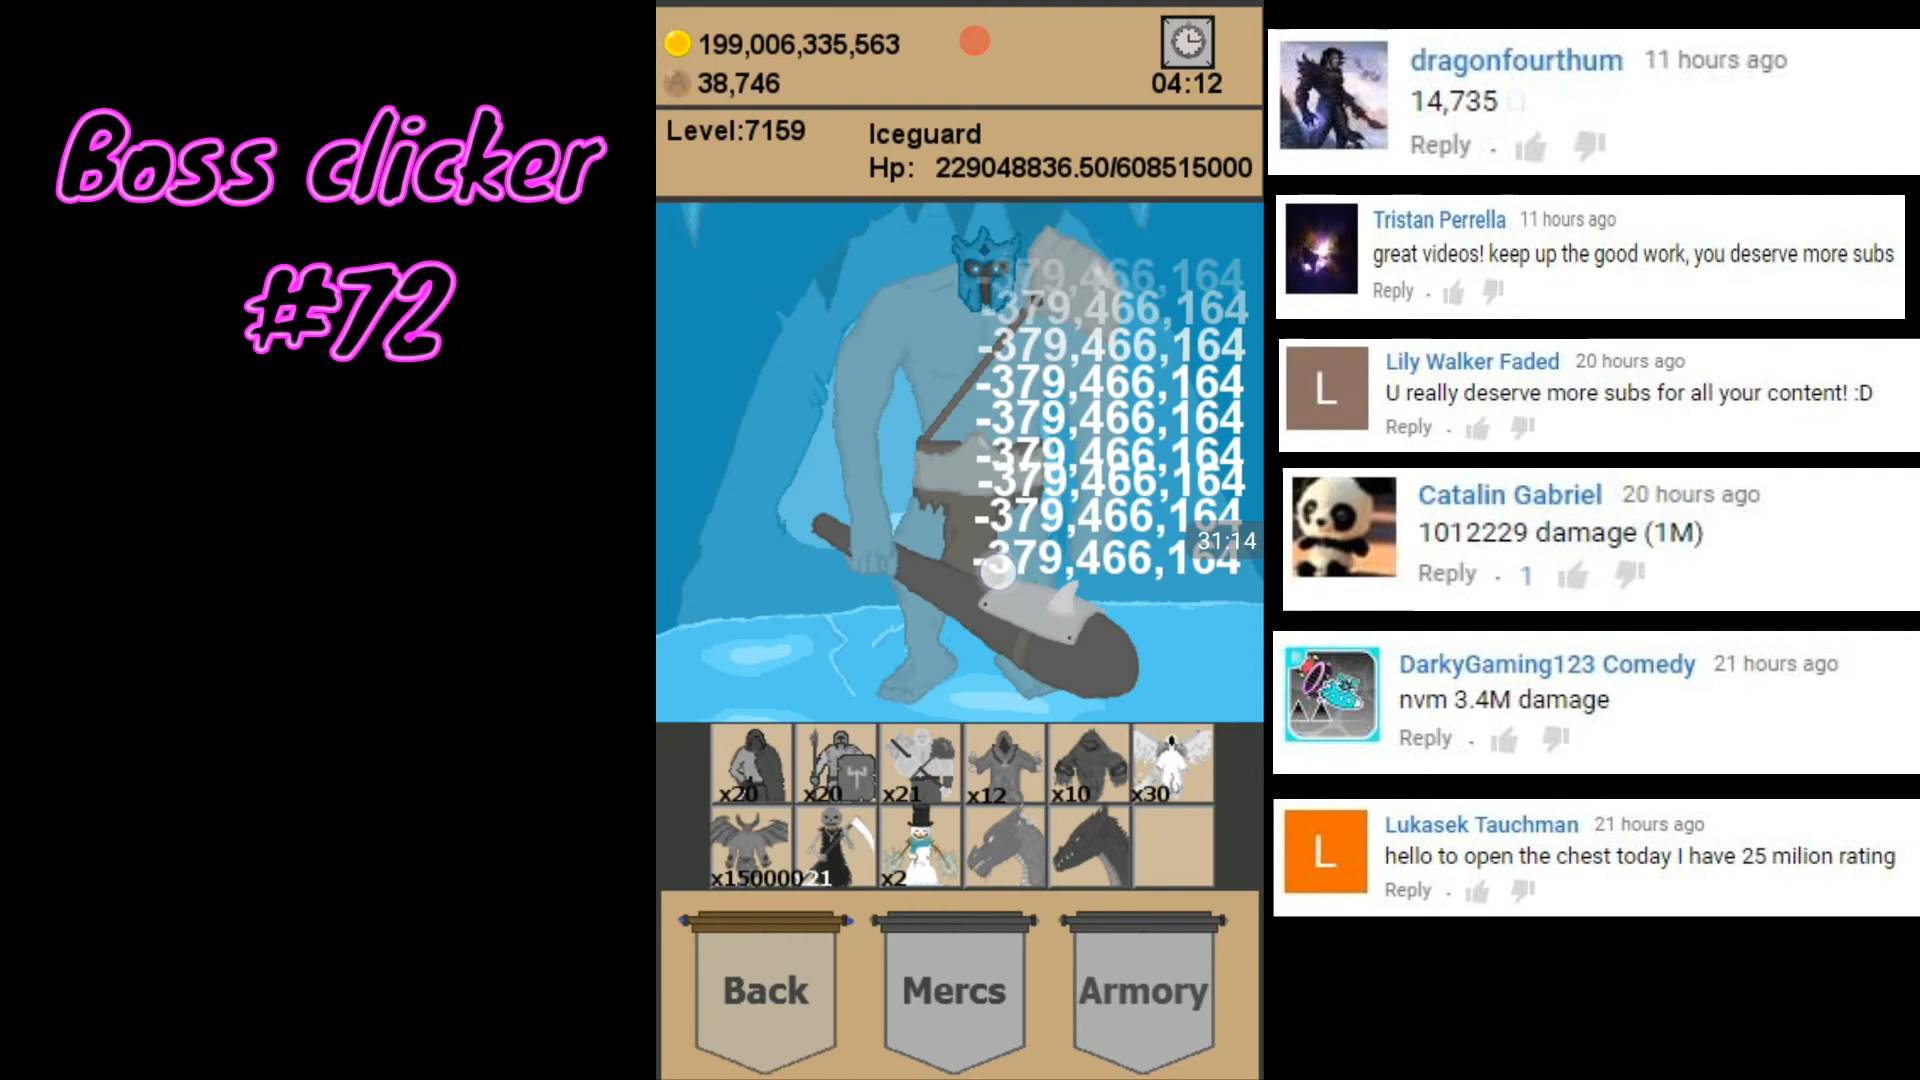 Boss clicker
#72
199,006,335,563
38,746
04:12
Level:7159
Iceguard
Hp: 229048836.50/608515000
-379,466,164
-379,466,164
-379,466,164
-379,466,164
-379,466,164
-379,466,164
-379,466,164
-379,466,164
31:14
-379,466,164
x20
x20
x21
x12
x10
x30
x150000
21
x2
Back
Mercs
Armory
dragonfourthum 11 hours ago
14,735
Reply
Tristan Perrella 11 hours ago
great videos! keep up the good work, you deserve more subs
Reply
L
Lily Walker Faded 20 hours ago
U really deserve more subs for all your content! :D
Reply
Catalin Gabriel 20 hours ago
1012229 damage (1M)
Reply · 1
DarkyGaming123 Comedy 21 hours ago
nvm 3.4M damage
Reply
L
Lukasek Tauchman 21 hours ago
hello to open the chest today I have 25 milion rating
Reply